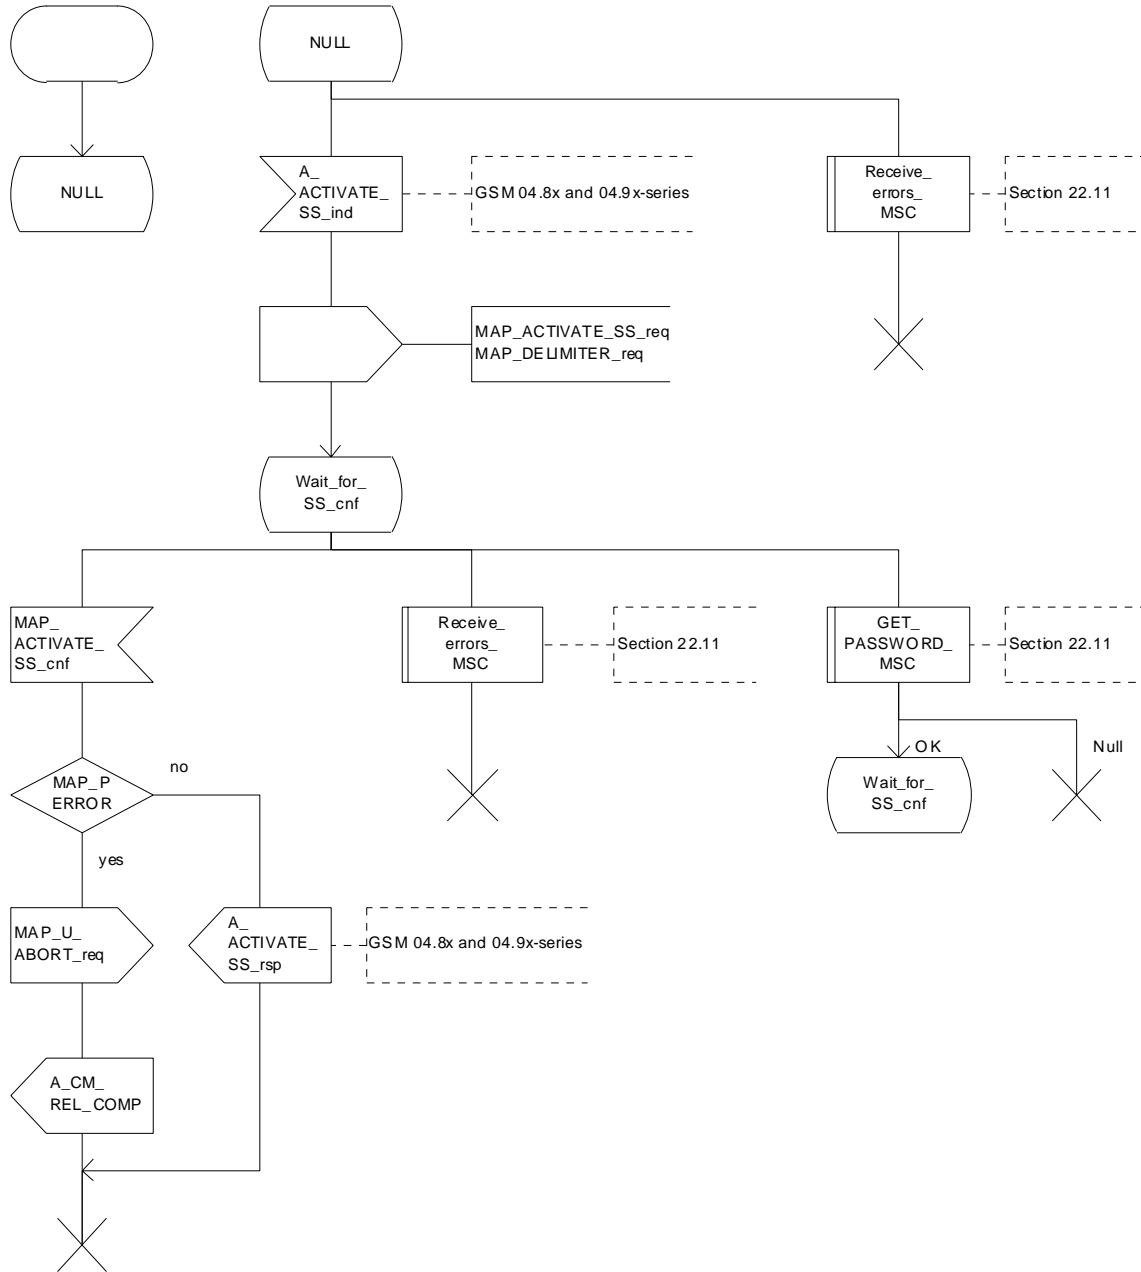 NULL
NULL
A_
ACTIVATE_
SS_ind
GSM 04.8x and 04.9x-series
Receive_
errors_
MSC
Section 22.11
MAP_ACTIVATE_SS_req
MAP_DELIMITER_req
Wait_for_
SS_cnf
MAP_
ACTIVATE_
SS_cnf
Receive_
errors_
MSC
Section 22.11
GET_
PASSWORD_
MSC
Section 22.11
OK
Null
no
MAP_P
ERROR
Wait_for_
SS_cnf
yes
MAP_U_
ABORT_req
A_
ACTIVATE_
SS_rsp
GSM 04.8x and 04.9x-series
A_CM_
REL_COMP